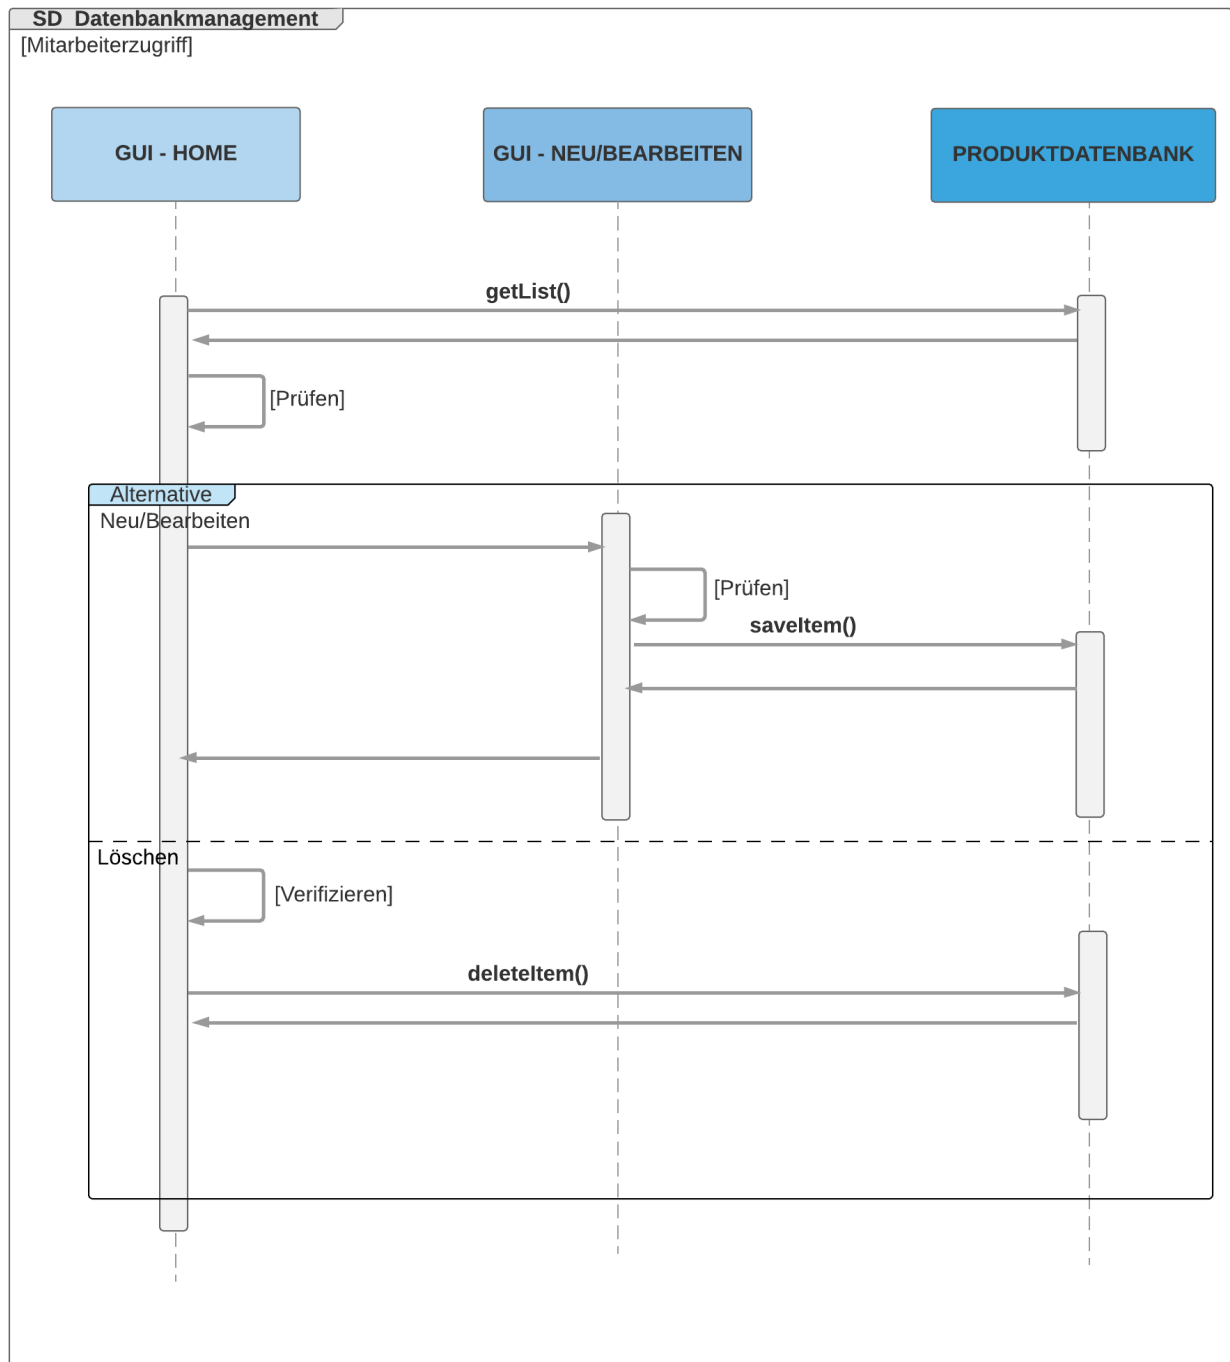 SD Datenbankmanagement
[Mitarbeiterzugriff]
GUI - HOME
GUI - NEU/BEARBEITEN
PRODUKTDATENBANK
getList()
[Prüfen]
Alternative
Neu/Bearbeiten
[Prüfen]
saveItem()
Löschen
[Verifizieren]
deleteItem()